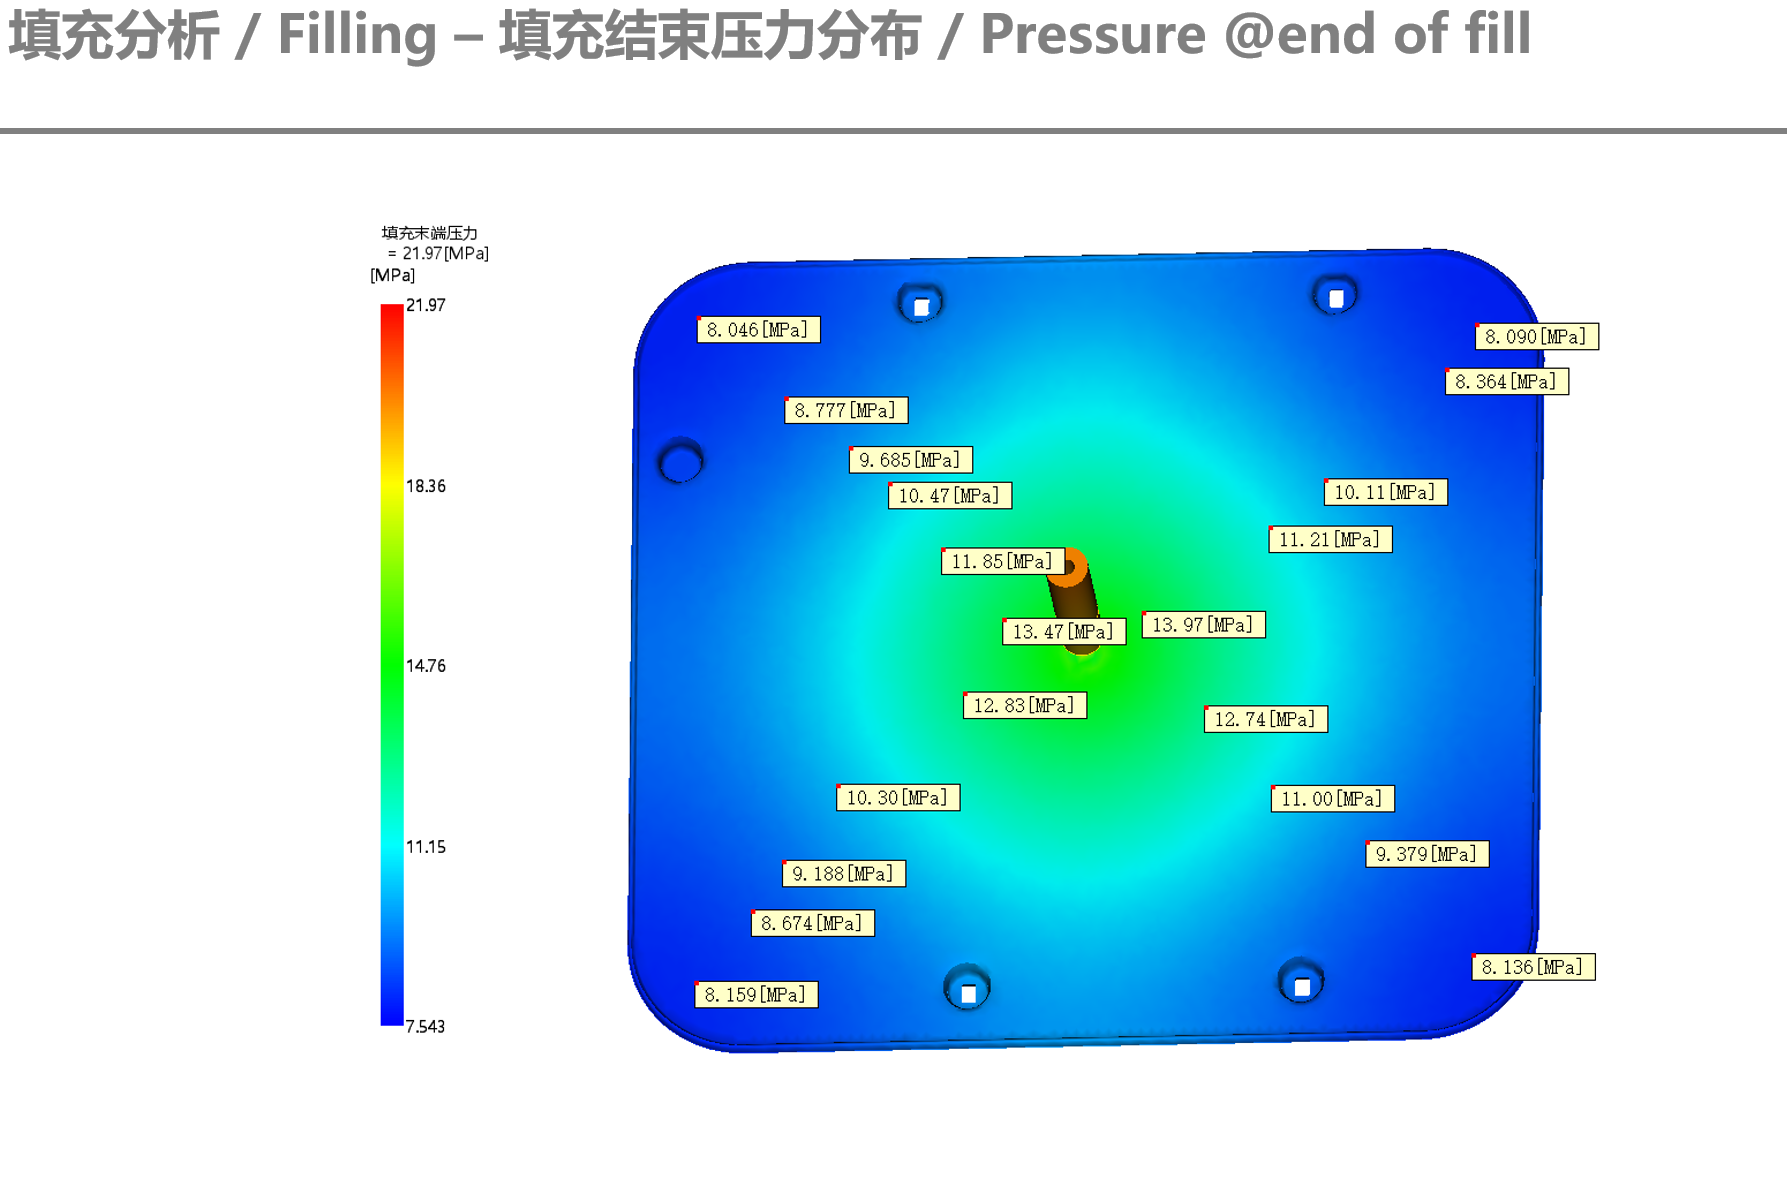 填充分析 / Filling – 填充结束压力分布 / Pressure @end of fill
填充末端压力
= 21.97[MPa]
[MPa]
21.97
18.36
14.76
11.15
7.543
8.046[MPa]
8.090[MPa]
8.364[MPa]
8.777[MPa]
9.685[MPa]
10.47[MPa]
10.11[MPa]
11.21[MPa]
11.85[MPa]
13.47[MPa]
13.97[MPa]
12.83[MPa]
12.74[MPa]
10.30[MPa]
11.00[MPa]
9.379[MPa]
9.188[MPa]
8.674[MPa]
8.136[MPa]
8.159[MPa]